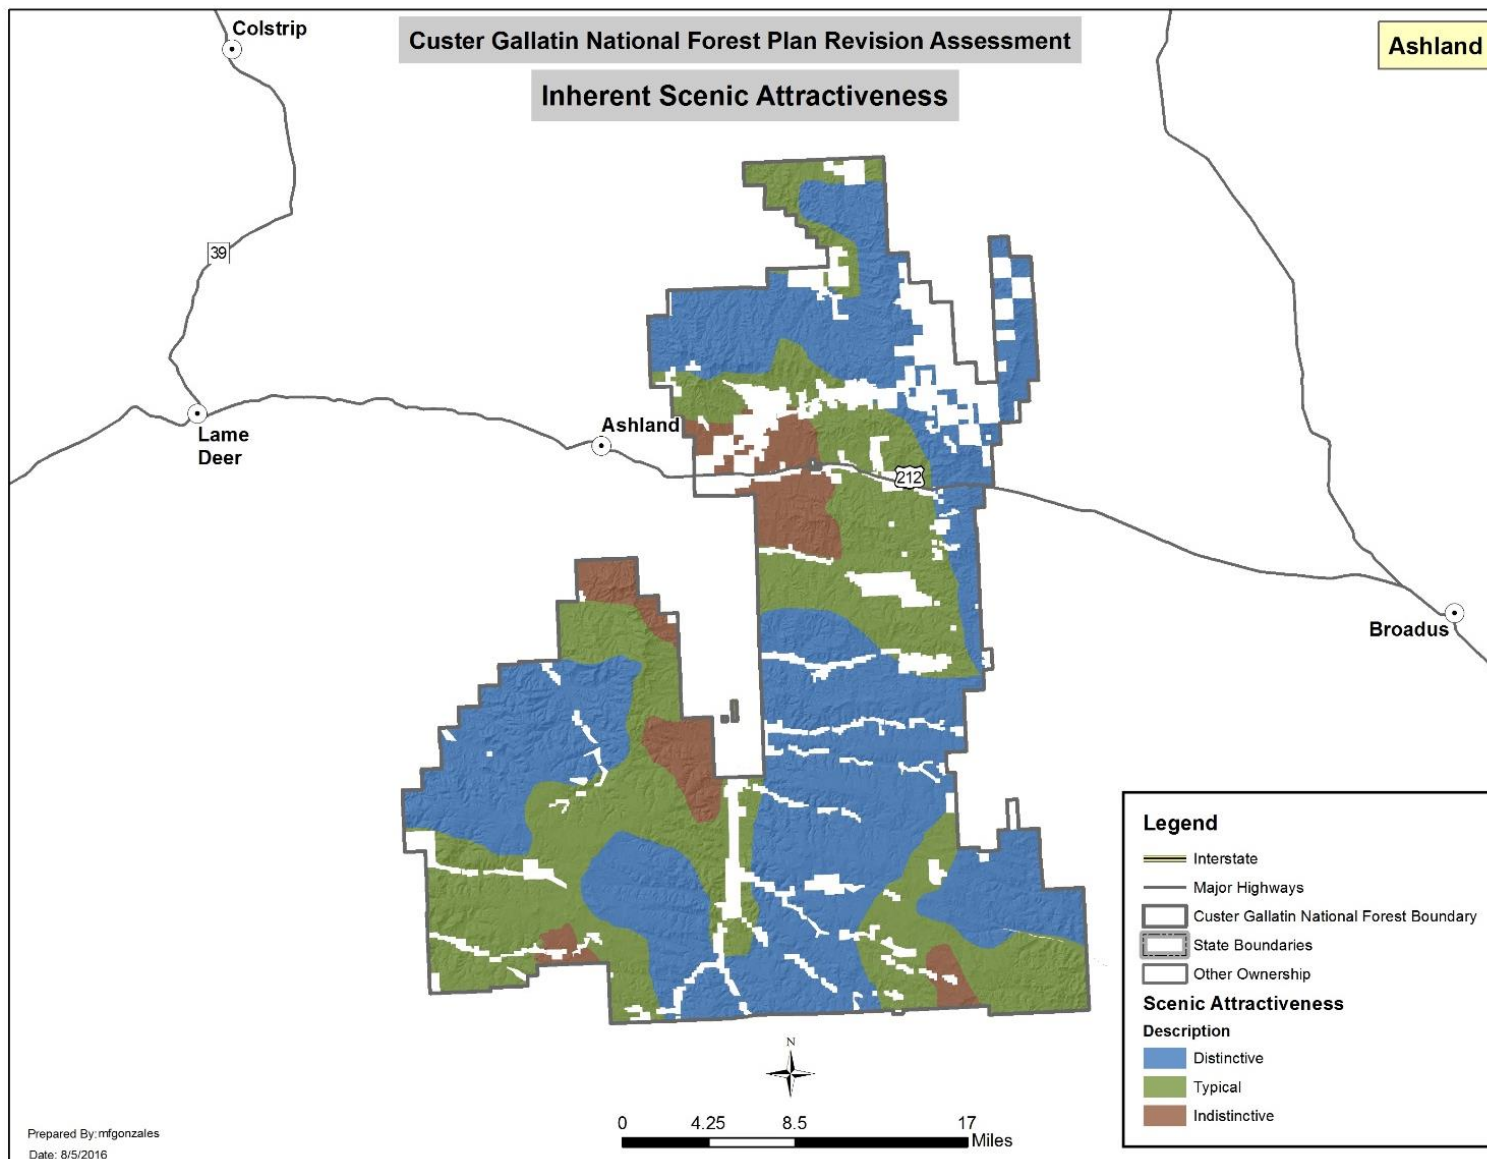 Colstrip
Custer Gallatin National Forest Plan Revision Assessment
Ashland
Inherent Scenic Attractiveness
39
Lame
Deer
Ashland
212
Broadus
Legend
Interstate
Major Highways
Custer Gallatin National Forest Boundary
State Boundaries
Other Ownership
Scenic Attractiveness
Description
Distinctive
Typical
Indistinctive
N
0 4.25 8.5 17
Miles
Prepared By: mfgonzales
Date: 8/5/2016